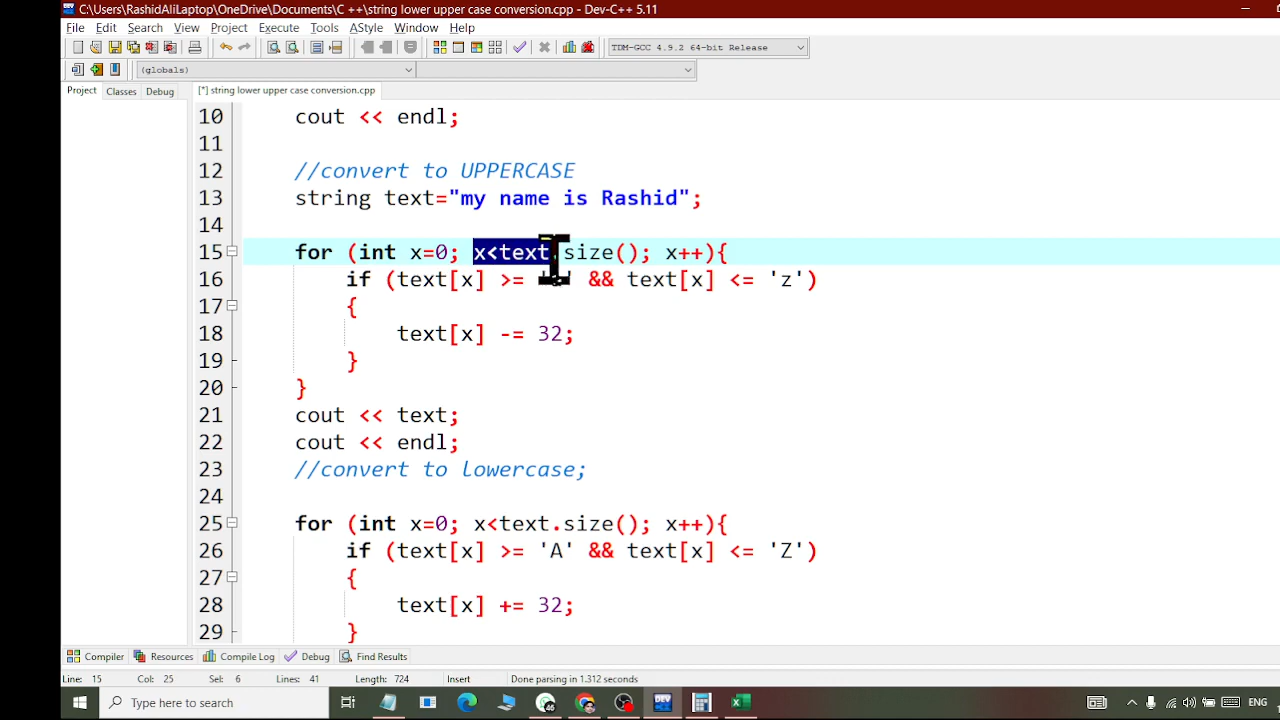 C:\Users\RashidAliLaptop\OneDrive\Documents\C ++\string lower upper case conversion.cpp - Dev-C++ 5.11
File Edit Search View Project Execute Tools AStyle Window Help
TDM-GCC 4.9.2 64-bit Release
(globals)
Project Classes Debug
[*] string lower upper case conversion.cpp
10 cout << endl;
11
12 //convert to UPPERCASE
13 string text="my name is Rashid";
14
15 for (int x=0; x<text.size(); x++){
16 if (text[x] >= && text[x] <= 'z')
17 {
18 text[x] -= 32;
19 }
20 }
21 cout << text;
22 cout << endl;
23 //convert to lowercase;
24
25 for (int x=0; x<text.size(); x++){
26 if (text[x] >= 'A' && text[x] <= 'Z')
27 {
28 text[x] += 32;
29 }
Compiler Resources Compile Log Debug Find Results
Line: 15 Col: 25 Sel: 6 Lines: 41 Length: 724 Insert Done parsing in 1.312 seconds
Type here to search
ENG